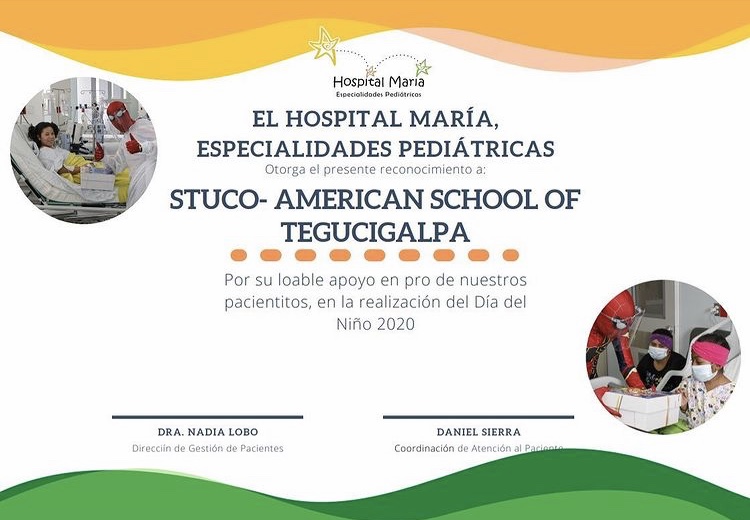 Hospital María
Especialidades Pediátricas
EL HOSPITAL MARÍA,
ESPECIALIDADES PEDIÁTRICAS
Otorga el presente reconocimiento a:
STUCO- AMERICAN SCHOOL OF
TEGUCIGALPA
Por su loable apoyo en pro de nuestros
pacientitos, en la realización del Día del
Niño 2020
DRA. NADIA LOBO
Direcciín de Gestión de Pacientes
DANIEL SIERRA
Coordinación de Atención al Paciente